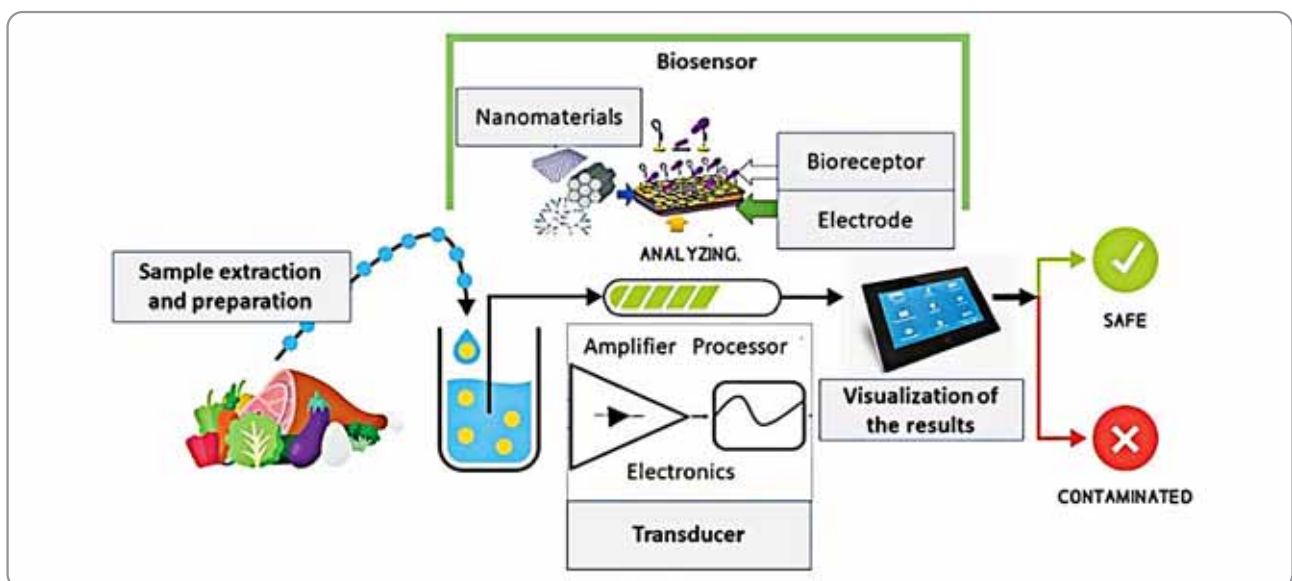 Biosensor
Nanomaterials
Bioreceptor
Electrode
ANALYZING.
Sample extraction
and preparation
SAFE
Amplifier Processor
Visualization of
the results
Electronics
CONTAMINATED
Transducer